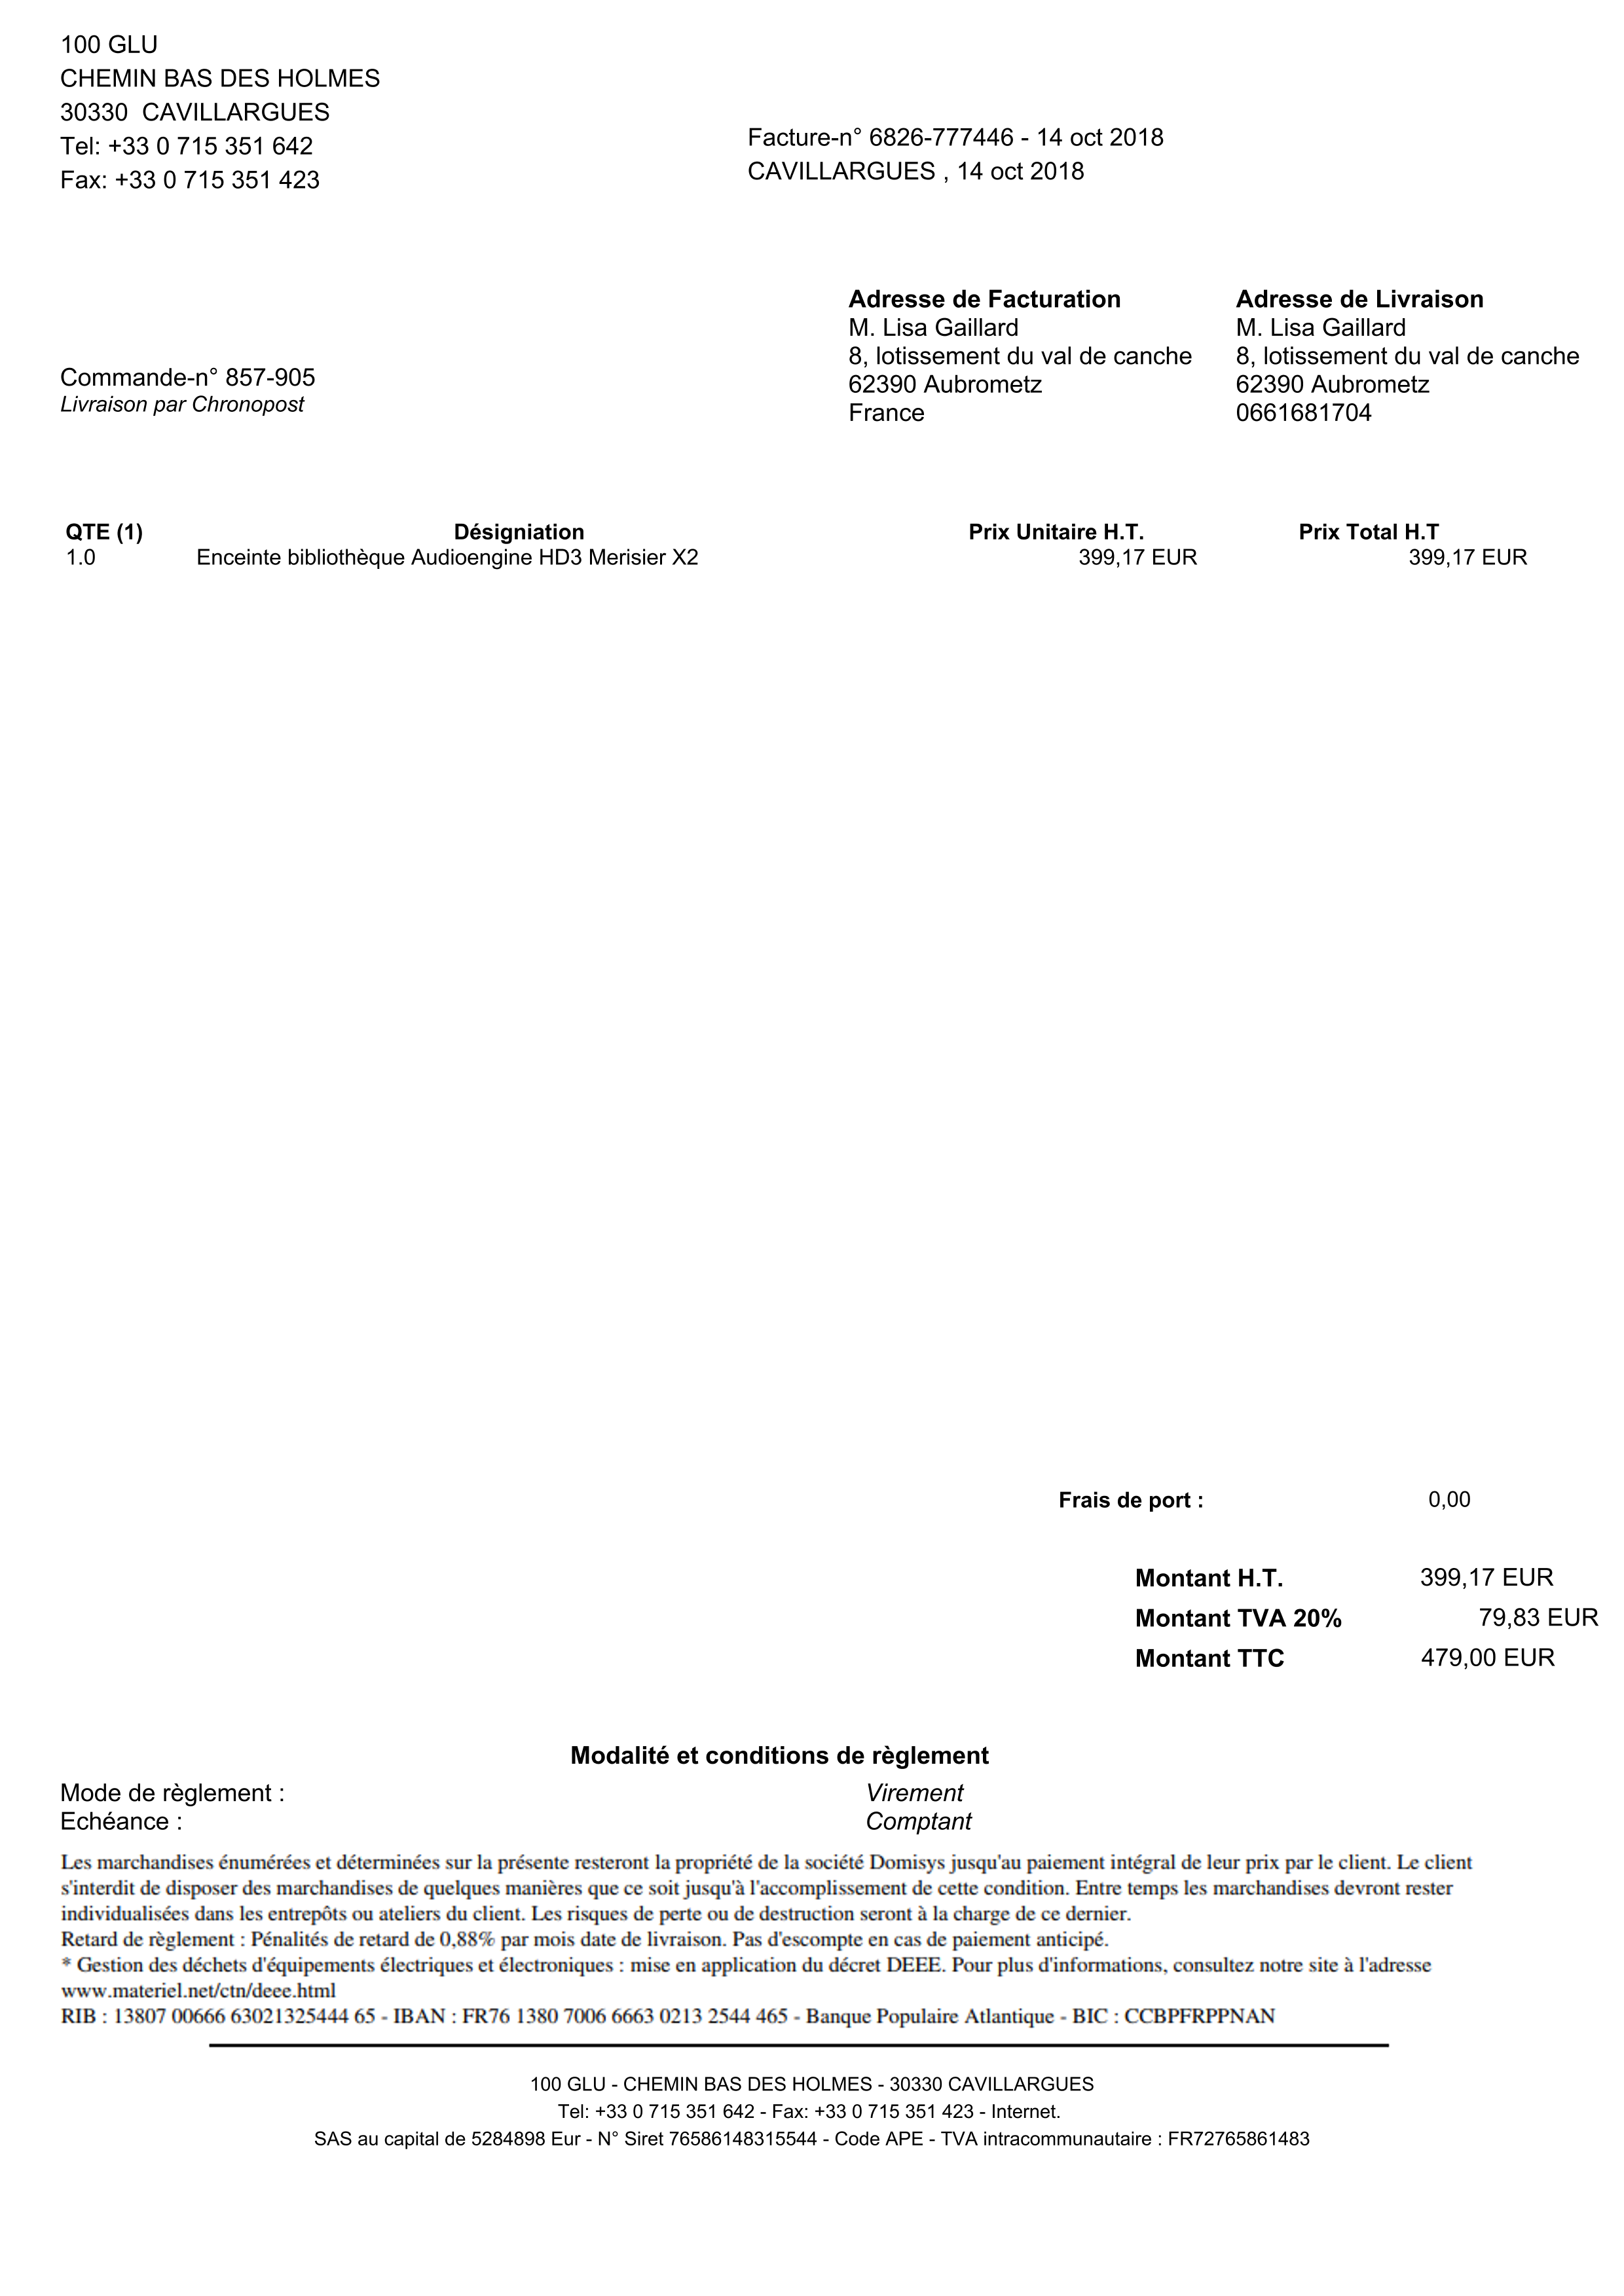 100 GLU
CHEMIN BAS DES HOLMES
30330 CAVILLARGUES
Tel: +33 0 715 351 642
Fax: +33 0 715 351 423
Facture-n° 6826-777446 - 14 oct 2018
CAVILLARGUES , 14 oct 2018
Commande-n° 857-905
Livraison par Chronopost
Adresse de Facturation
M. Lisa Gaillard
8, lotissement du val de canche
62390 Aubrometz
France
Adresse de Livraison
M. Lisa Gaillard
8, lotissement du val de canche
62390 Aubrometz
0661681704
QTE (1) Désigniation Prix Unitaire H.T. Prix Total H.T
1.0 Enceinte bibliothèque Audioengine HD3 Merisier X2 399,17 EUR 399,17 EUR
Frais de port : 0,00
Montant H.T. 399,17 EUR
Montant TVA 20% 79,83 EUR
Montant TTC 479,00 EUR
Modalité et conditions de règlement
Mode de règlement : Virement
Echéance : Comptant
Les marchandises énumérées et déterminées sur la présente resteront la propriété de la société Domisys jusqu'au paiement intégral de leur prix par le client. Le client
s'interdit de disposer des marchandises de quelques manières que ce soit jusqu'à l'accomplissement de cette condition. Entre temps les marchandises devront rester
individualisées dans les entrepôts ou ateliers du client. Les risques de perte ou de destruction seront à la charge de ce dernier.
Retard de règlement : Pénalités de retard de 0,88% par mois date de livraison. Pas d'escompte en cas de paiement anticipé.
* Gestion des déchets d'équipements électriques et électroniques : mise en application du décret DEEE. Pour plus d'informations, consultez notre site à l'adresse
www.materiel.net/ctn/deee.html
RIB : 13807 00666 63021325444 65 - IBAN : FR76 1380 7006 6663 0213 2544 465 - Banque Populaire Atlantique - BIC : CCBPFRPPNAN
100 GLU - CHEMIN BAS DES HOLMES - 30330 CAVILLARGUES
Tel: +33 0 715 351 642 - Fax: +33 0 715 351 423 - Internet.
SAS au capital de 5284898 Eur - N° Siret 76586148315544 - Code APE - TVA intracommunautaire : FR72765861483